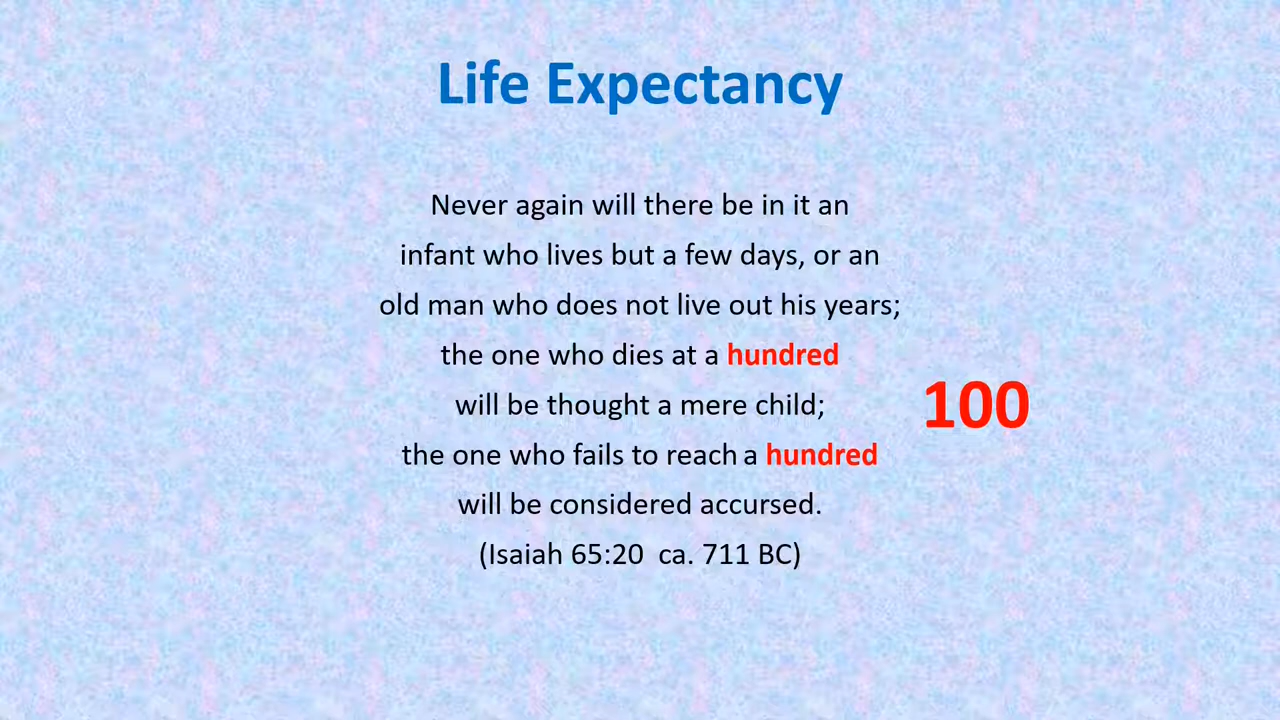 Life Expectancy
Never again will there be in it an
infant who lives but a few days, or an
old man who does not live out his years;
the one who dies at a hundred
will be thought a mere child;
100
the one who fails to reach a hundred
will be considered accursed.
(Isaiah 65:20  ca. 711 BC)